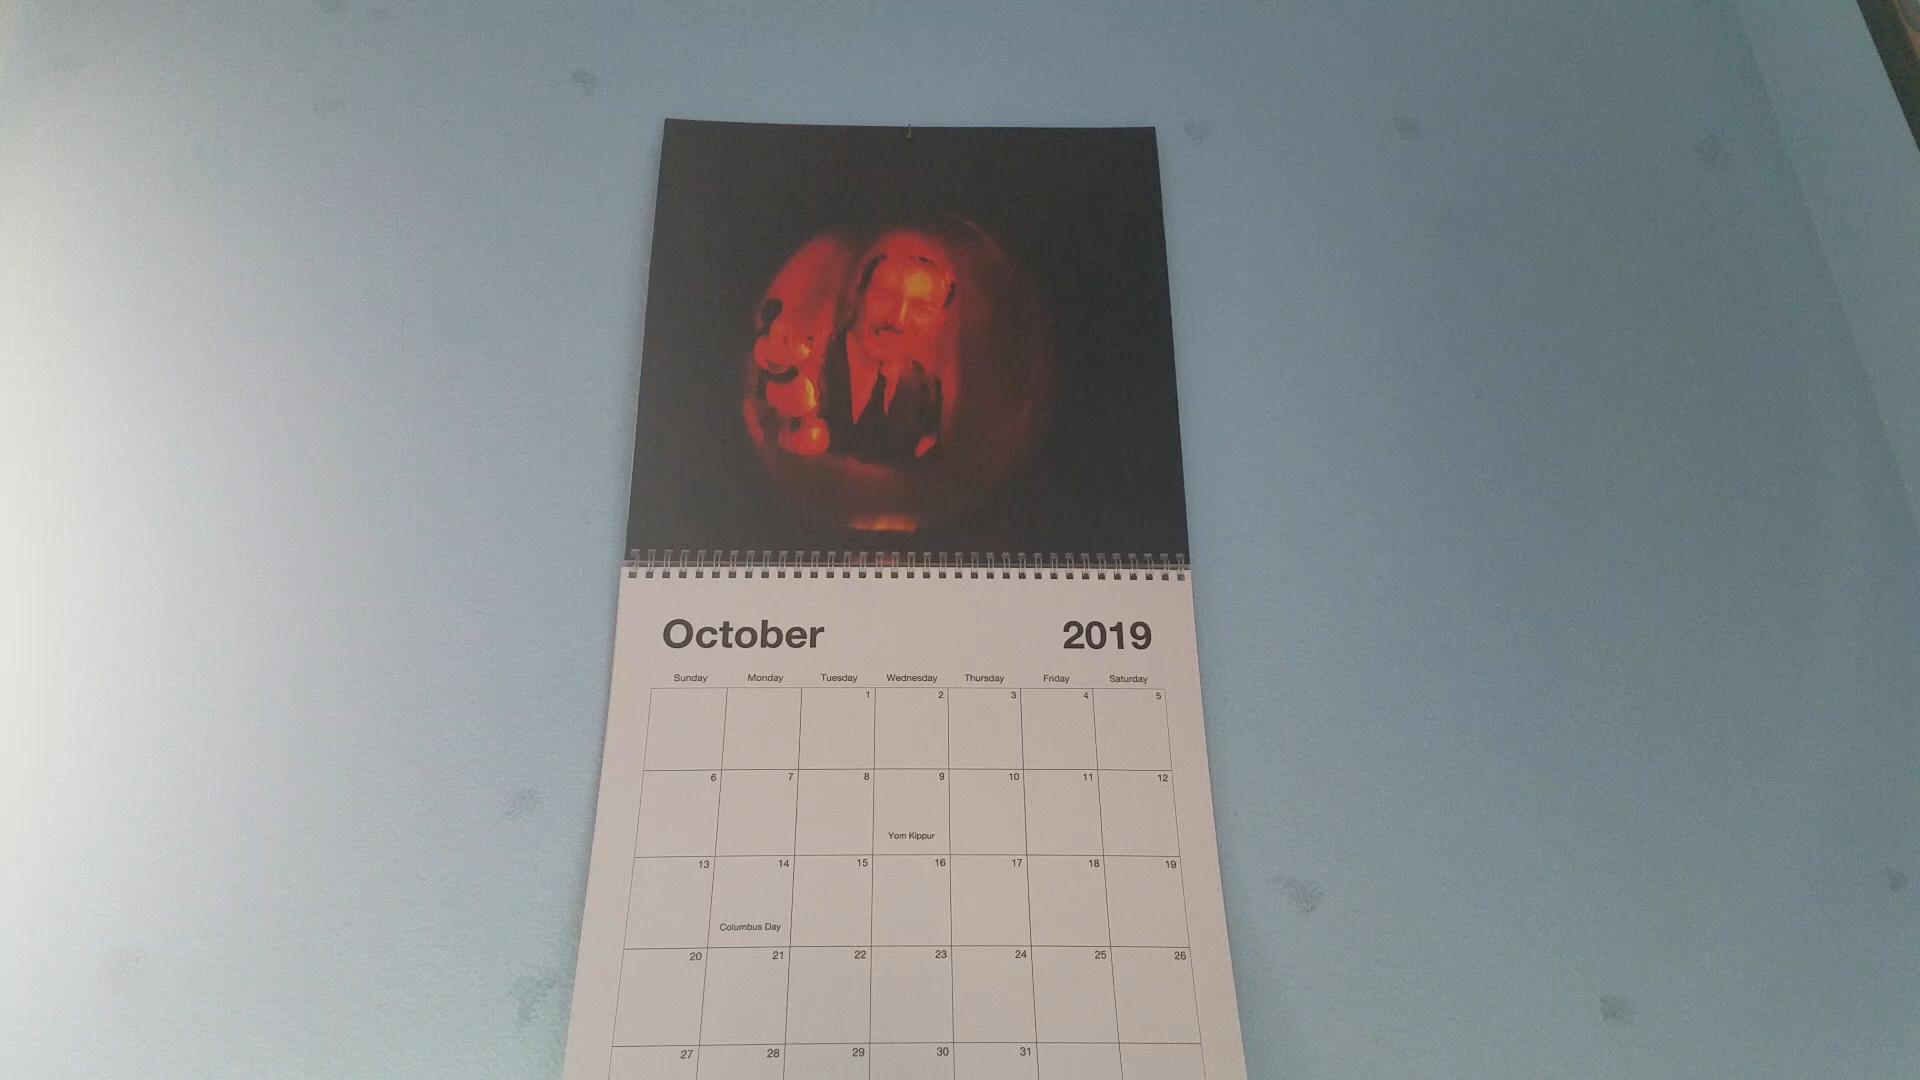 October 2019
Sunday Monday Tuesday Wednesday Thursday Friday Saturday
1 2 3 4 5
6 7 8 9 10 11 12
Yom Kippur
13 14 15 16 17 18 19
Columbus Day
20 21 22 23 24 25 26
27 28 29 30 31